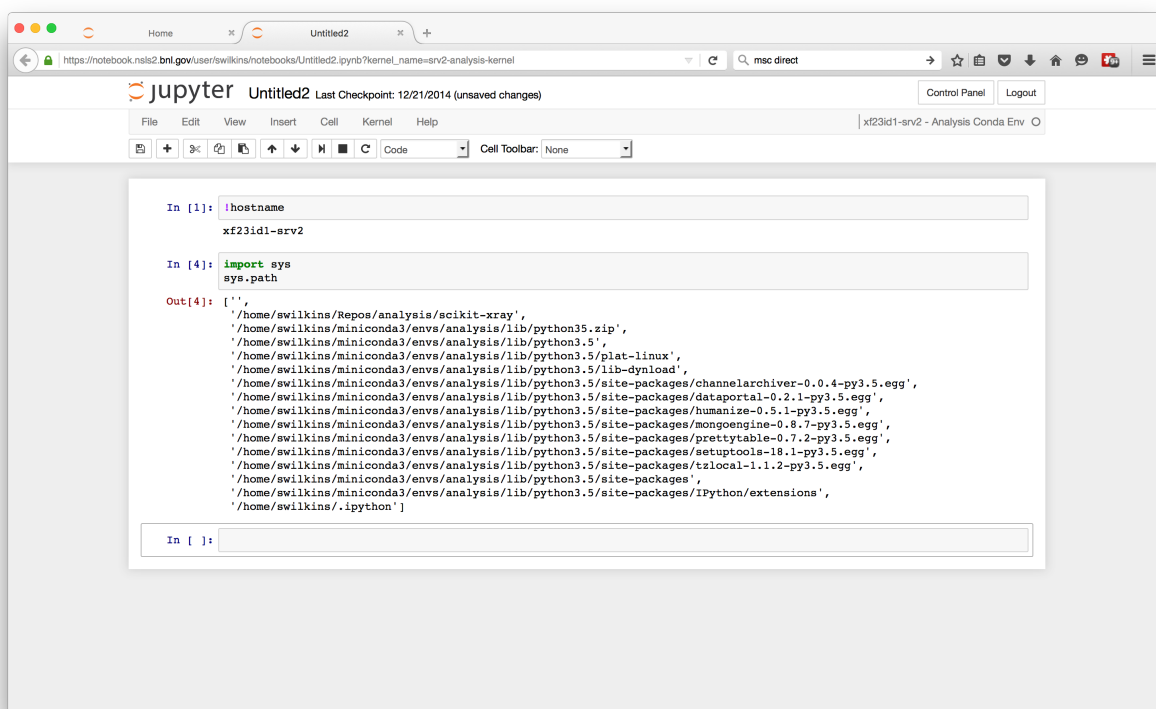 Home
Untitled2
https://notebook.nsls2.bnl.gov/user/swilkins/notebooks/Untitled2.ipynb?kernel_name=srv2-analysis-kernel
msc direct
jupyter Untitled2 Last Checkpoint: 12/21/2014 (unsaved changes)
Control Panel Logout
File Edit View Insert Cell Kernel Help
xf23id1-srv2 - Analysis Conda Env
Code Cell Toolbar: None
In [1]: !hostname
xf23id1-srv2
In [4]: import sys
sys.path
Out[4]: ['',
'/home/swilkins/Repos/analysis/scikit-xray',
'/home/swilkins/miniconda3/envs/analysis/lib/python35.zip',
'/home/swilkins/miniconda3/envs/analysis/lib/python3.5',
'/home/swilkins/miniconda3/envs/analysis/lib/python3.5/plat-linux',
'/home/swilkins/miniconda3/envs/analysis/lib/python3.5/lib-dynload',
'/home/swilkins/miniconda3/envs/analysis/lib/python3.5/site-packages/channelarchiver-0.0.4-py3.5.egg',
'/home/swilkins/miniconda3/envs/analysis/lib/python3.5/site-packages/dataportal-0.2.1-py3.5.egg',
'/home/swilkins/miniconda3/envs/analysis/lib/python3.5/site-packages/humanize-0.5.1-py3.5.egg',
'/home/swilkins/miniconda3/envs/analysis/lib/python3.5/site-packages/mongoengine-0.8.7-py3.5.egg',
'/home/swilkins/miniconda3/envs/analysis/lib/python3.5/site-packages/prettytable-0.7.2-py3.5.egg',
'/home/swilkins/miniconda3/envs/analysis/lib/python3.5/site-packages/setuptools-18.1-py3.5.egg',
'/home/swilkins/miniconda3/envs/analysis/lib/python3.5/site-packages/tzlocal-1.1.2-py3.5.egg',
'/home/swilkins/miniconda3/envs/analysis/lib/python3.5/site-packages',
'/home/swilkins/miniconda3/envs/analysis/lib/python3.5/site-packages/IPython/extensions',
'/home/swilkins/.ipython']
In [ ]: